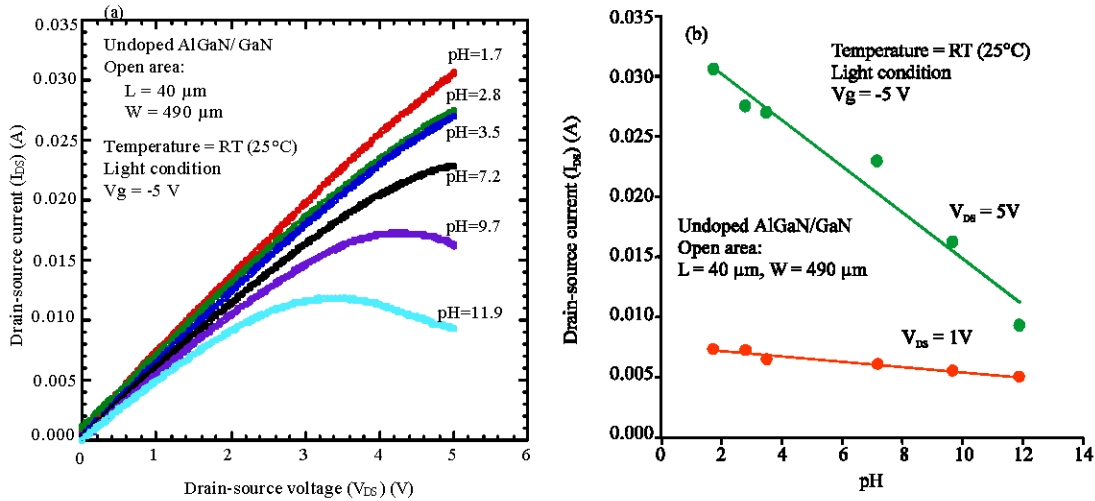 (a)
Undoped AlGaN/ GaN
Open area:
L = 40 µm
W = 490 µm
Temperature = RT (25°C)
Light condition
Vg = -5 V
pH=1.7
pH=2.8
pH=3.5
pH=7.2
pH=9.7
pH=11.9
0.035
0.030
0.025
0.020
0.015
0.010
0.005
0.000
0 1 2 3 4 5 6
Drain-source current (I_DS) (A)
Drain-source voltage (V_DS) (V)
(b)
Temperature = RT (25°C)
Light condition
Vg = -5 V
V_DS = 5V
Undoped AlGaN/GaN
Open area:
L = 40 µm, W = 490 µm
V_DS = 1V
0.035
0.030
0.025
0.020
0.015
0.010
0.005
0.000
0 2 4 6 8 10 12 14
Drain-source current (I_DS) (A)
pH